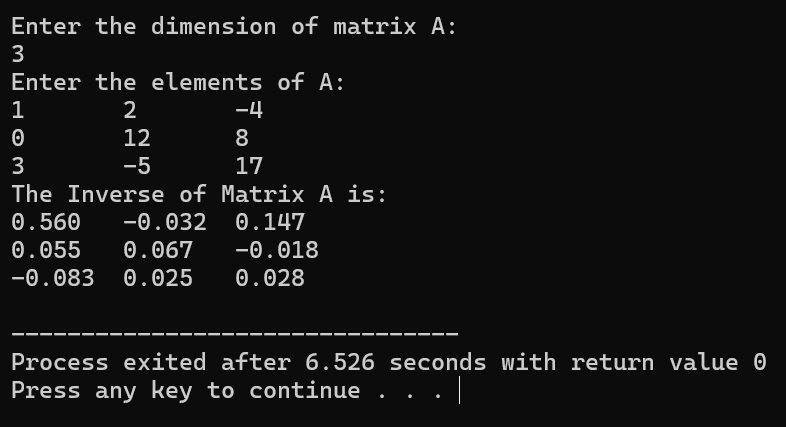 Enter the dimension of matrix A:
3
Enter the elements of A:
1 2 -4
0 12 8
3 -5 17
The Inverse of Matrix A is:
0.560 -0.032 0.147
0.055 0.067 -0.018
-0.083 0.025 0.028
--------------------------------
Process exited after 6.526 seconds with return value 0
Press any key to continue . . .